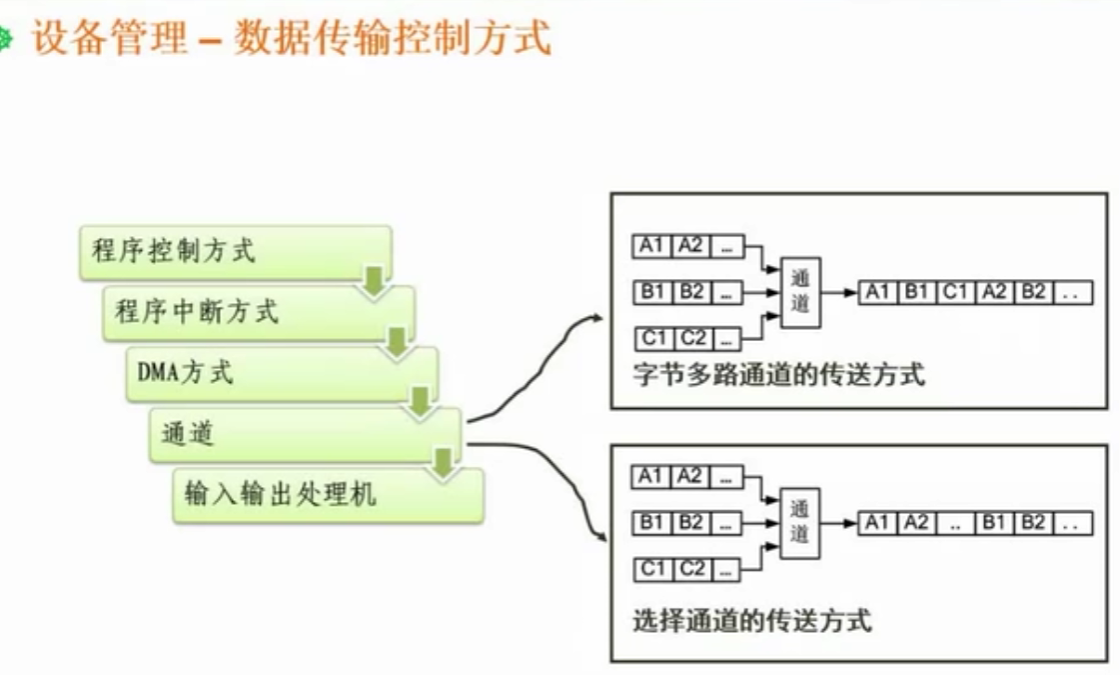 设备管理 – 数据传输控制方式
程序控制方式
程序中断方式
DMA方式
通道
输入输出处理机
A1 A2 ...
B1 B2 ...
C1 C2 ...
通道
A1 B1 C1 A2 B2 ..
字节多路通道的传送方式
A1 A2 ...
B1 B2 ...
C1 C2 ...
通道
A1 A2 .. B1 B2 ..
选择通道的传送方式